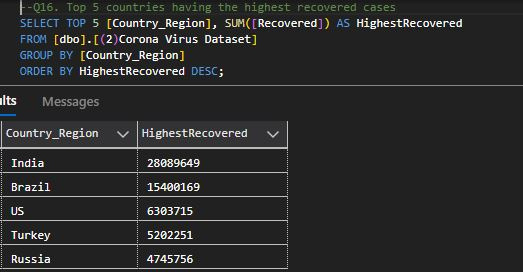 --Q16. Top 5 countries having the highest recovered cases
SELECT TOP 5 [Country_Region], SUM([Recovered]) AS HighestRecovered
FROM [dbo].[(2)Corona Virus Dataset]
GROUP BY [Country_Region]
ORDER BY HighestRecovered DESC;
ults Messages
Country_Region HighestRecovered
India 28089649
Brazil 15400169
US 6303715
Turkey 5202251
Russia 4745756